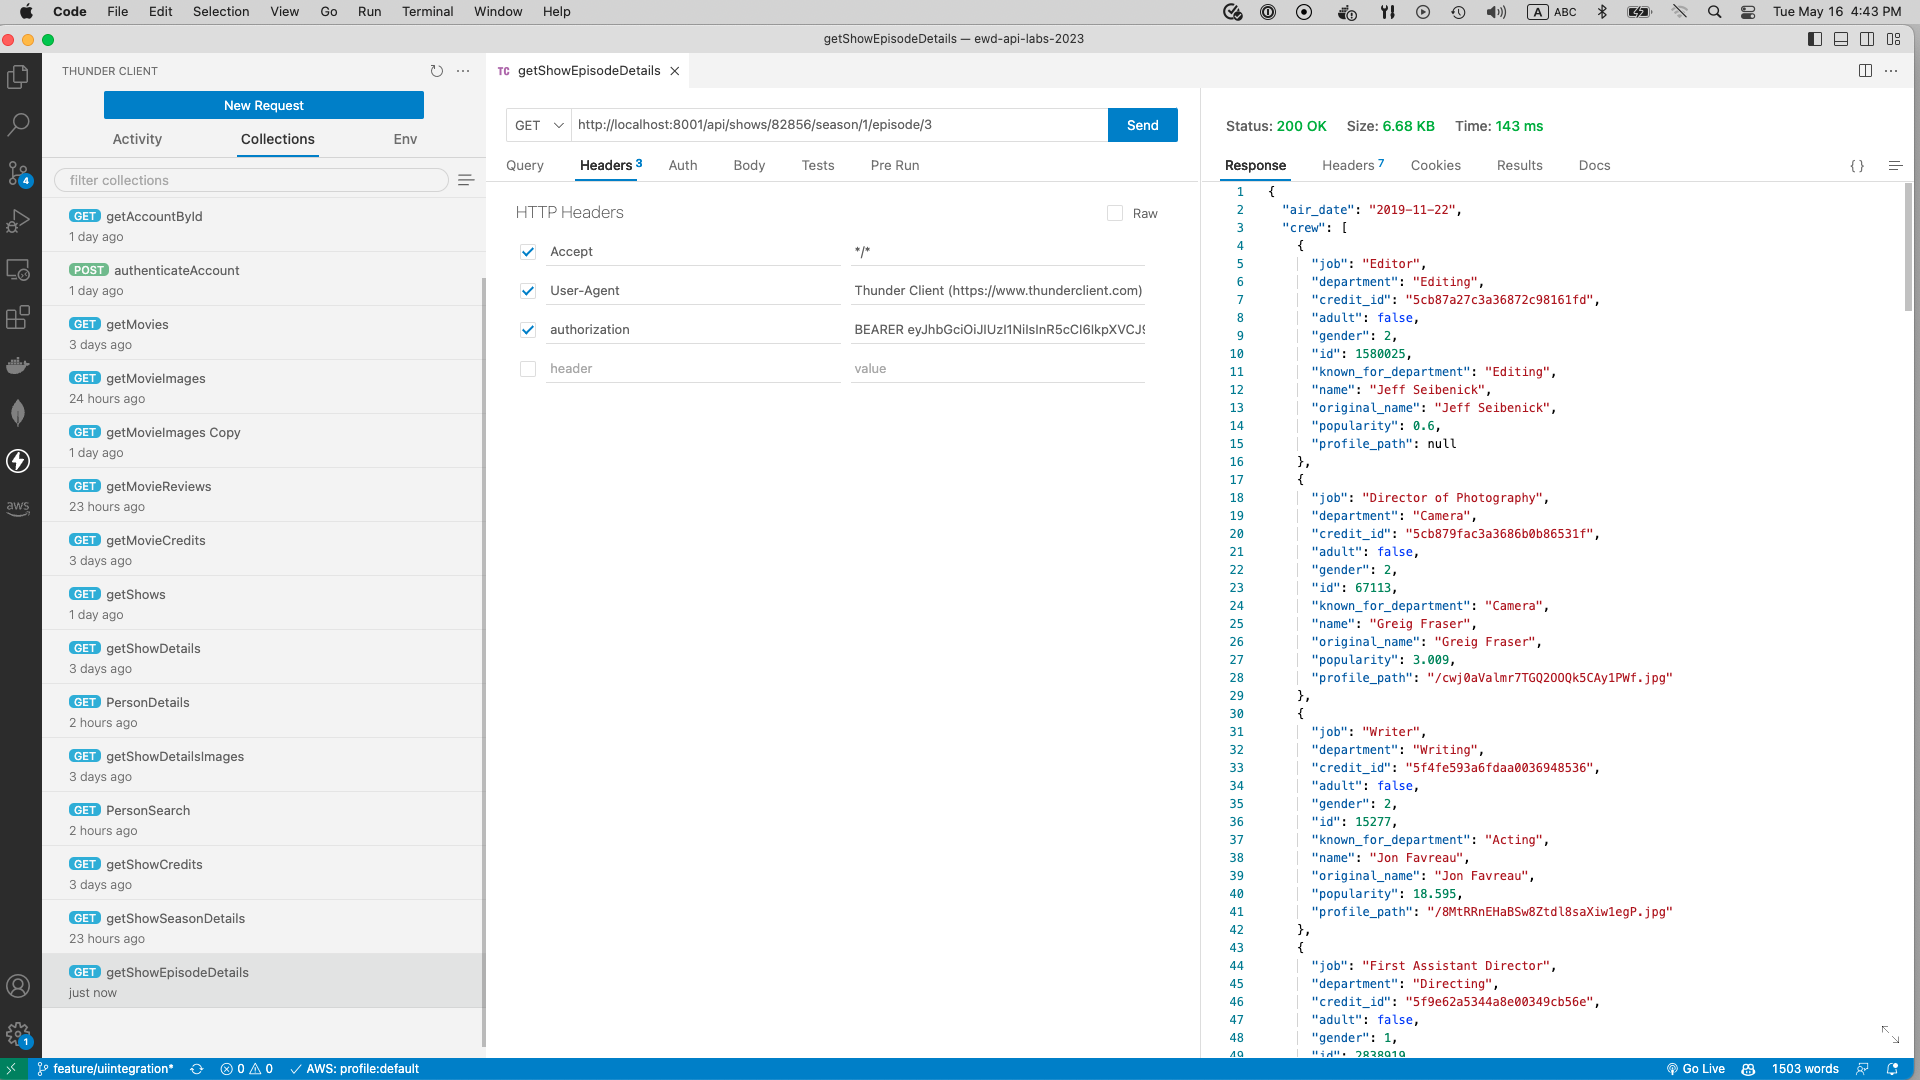 Code File Edit Selection View Go Run Terminal Window Help
A ABC Tue May 16 4:43 PM
getShowEpisodeDetails — ewd-api-labs-2023
THUNDER CLIENT
New Request
Activity Collections Env
filter collections
GET getAccountById
1 day ago
POST authenticateAccount
1 day ago
GET getMovies
3 days ago
GET getMovieImages
24 hours ago
GET getMovieImages Copy
1 day ago
GET getMovieReviews
23 hours ago
GET getMovieCredits
3 days ago
GET getShows
1 day ago
GET getShowDetails
3 days ago
GET PersonDetails
2 hours ago
GET getShowDetailsImages
3 days ago
GET PersonSearch
2 hours ago
GET getShowCredits
3 days ago
GET getShowSeasonDetails
23 hours ago
GET getShowEpisodeDetails
just now
4
aws
1
TC getShowEpisodeDetails
GET http://localhost:8001/api/shows/82856/season/1/episode/3 Send
Query Headers 3 Auth Body Tests Pre Run
HTTP Headers Raw
Accept */*
User-Agent Thunder Client (https://www.thunderclient.com)
authorization BEARER eyJhbGciOiJIUzI1NiIsInR5cCI6IkpXVCJ9
header value
Status: 200 OK Size: 6.68 KB Time: 143 ms
Response Headers 7 Cookies Results Docs { }
1 {
2 "air_date": "2019-11-22",
3 "crew": [
4 {
5 "job": "Editor",
6 "department": "Editing",
7 "credit_id": "5cb87a27c3a36872c98161fd",
8 "adult": false,
9 "gender": 2,
10 "id": 1580025,
11 "known_for_department": "Editing",
12 "name": "Jeff Seibenick",
13 "original_name": "Jeff Seibenick",
14 "popularity": 0.6,
15 "profile_path": null
16 },
17 {
18 "job": "Director of Photography",
19 "department": "Camera",
20 "credit_id": "5cb879fac3a3686b0b86531f",
21 "adult": false,
22 "gender": 2,
23 "id": 67113,
24 "known_for_department": "Camera",
25 "name": "Greig Fraser",
26 "original_name": "Greig Fraser",
27 "popularity": 3.009,
28 "profile_path": "/cwj0aValmr7TGQ2OOQk5CAy1PWf.jpg"
29 },
30 {
31 "job": "Writer",
32 "department": "Writing",
33 "credit_id": "5f4fe593a6fdaa0036948536",
34 "adult": false,
35 "gender": 2,
36 "id": 15277,
37 "known_for_department": "Acting",
38 "name": "Jon Favreau",
39 "original_name": "Jon Favreau",
40 "popularity": 18.595,
41 "profile_path": "/8MtRRnEHaBSw8Ztdl8saXiw1egP.jpg"
42 },
43 {
44 "job": "First Assistant Director",
45 "department": "Directing",
46 "credit_id": "5f9e62a5344a8e00349cb56e",
47 "adult": false,
48 "gender": 1,
49 "id": 2838919
feature/uiintegration* 0 0 AWS: profile:default
Go Live 1503 words